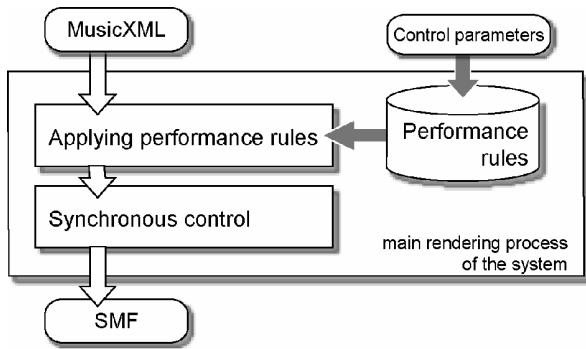 MusicXML
Control parameters
Applying performance rules
Performance
rules
Synchronous control
main rendering process
of the system
SMF